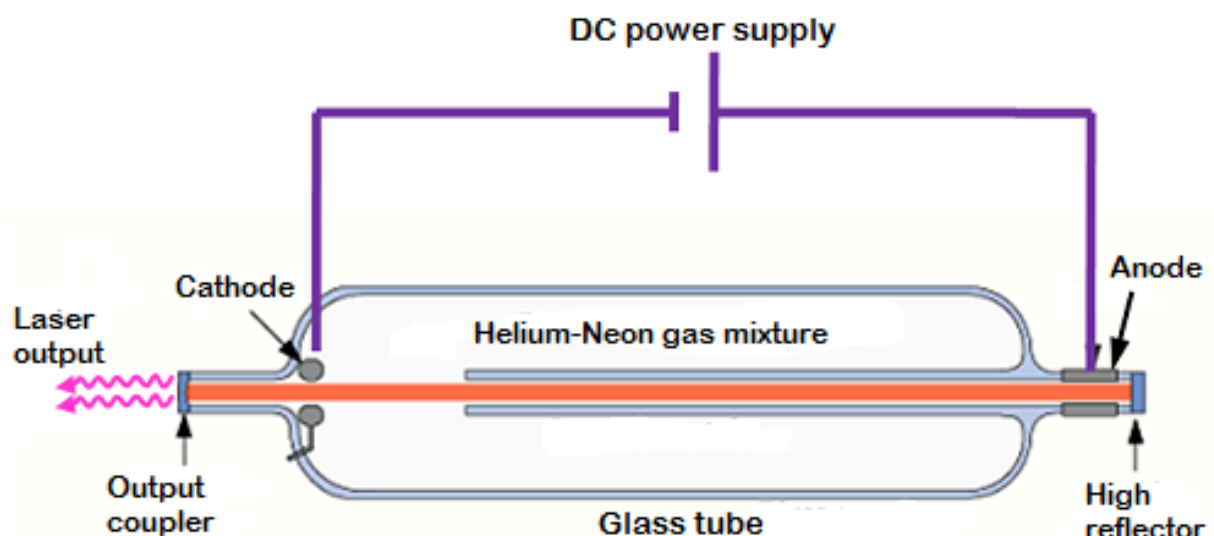 DC power supply
Cathode
Anode
Laser
output
Helium-Neon gas mixture
Output
coupler
Glass tube
High
reflector